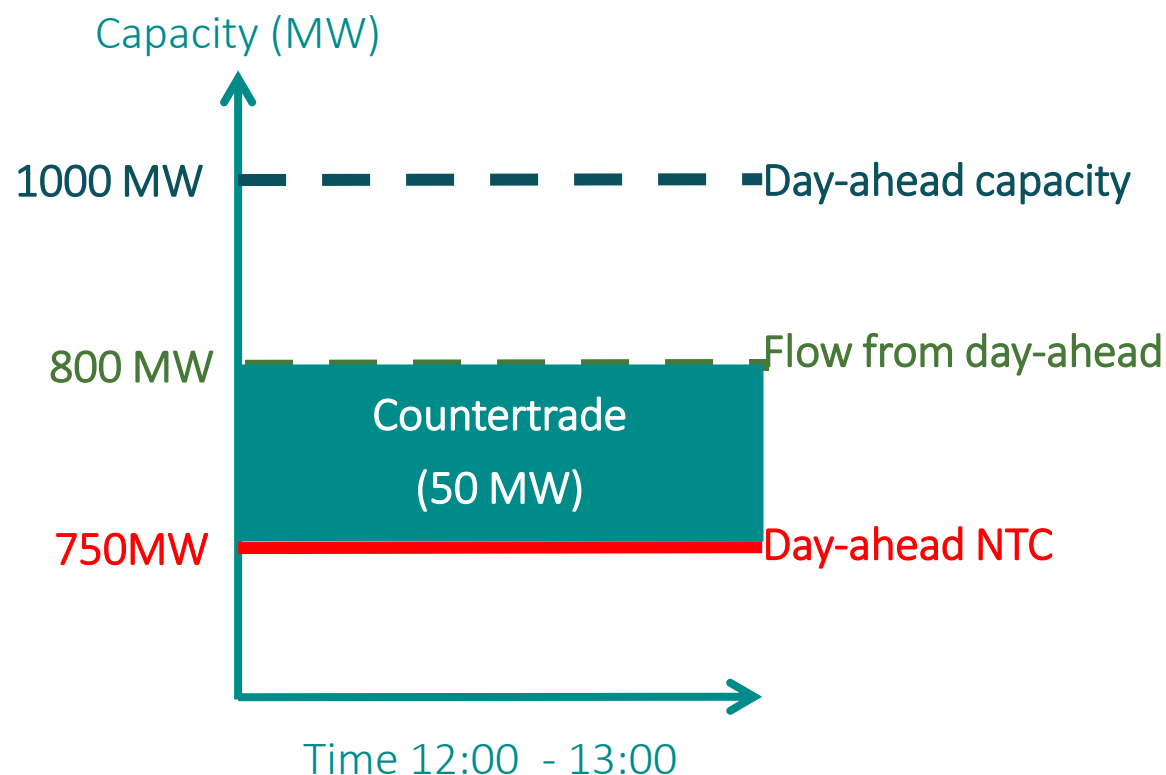 Capacity (MW)
1000 MW
Day-ahead capacity
800 MW
Flow from day-ahead
Countertrade
(50 MW)
750MW
Day-ahead NTC
Time 12:00 - 13:00